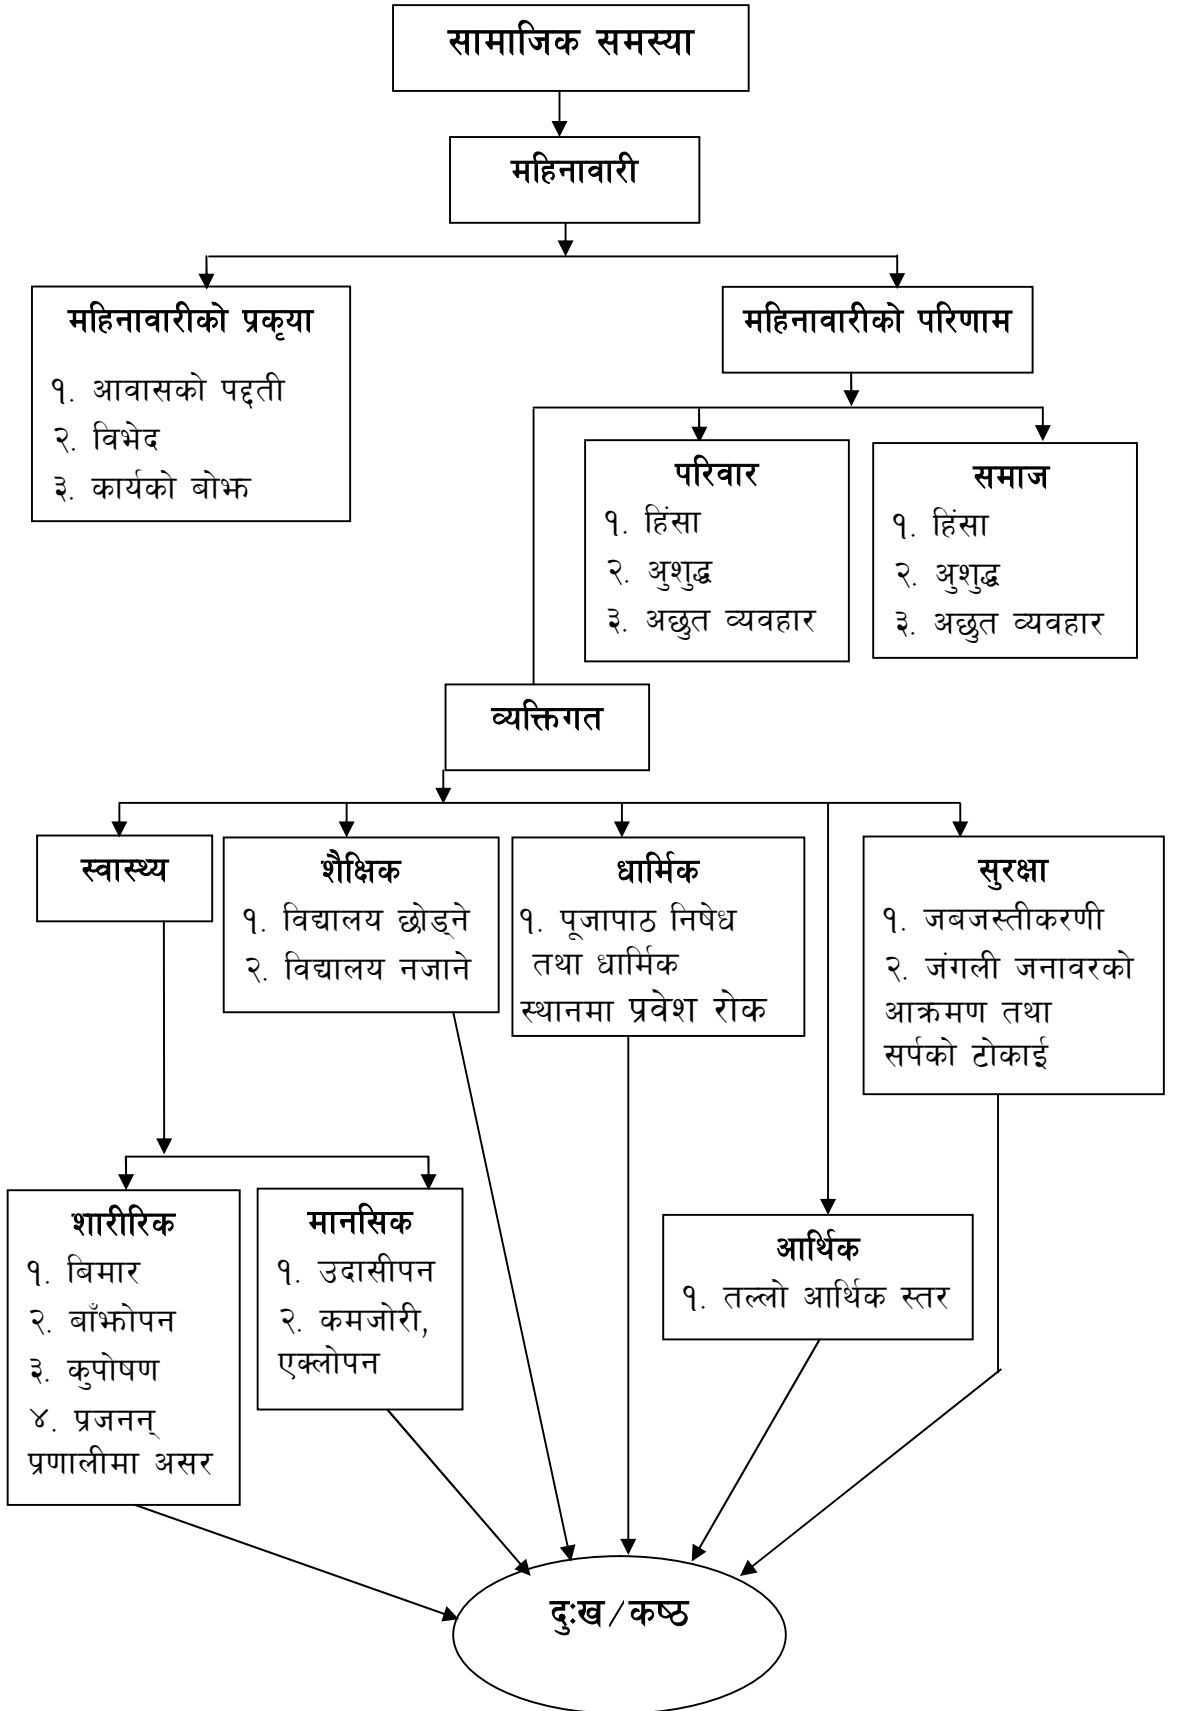 सामाजिक समस्या
महिनावारी
महिनावारीको प्रकृया
१. आवासको पद्दती
२. विभेद
३. कार्यको बोझ
महिनावारीको परिणाम
परिवार
१. हिंसा
२. अुशुद्ध
३. अछुत व्यवहार
समाज
१. हिंसा
२. अुशुद्ध
३. अछुत व्यवहार
व्यक्तिगत
स्वास्थ्य
शैक्षिक
१. विद्यालय छोड्ने
२. विद्यालय नजाने
धार्मिक
१. पूजापाठ निषेध
तथा धार्मिक
स्थानमा प्रवेश रोक
सुरक्षा
१. जबजस्तीकरणी
२. जंगली जनावरको
आक्रमण तथा
सर्पको टोकाई
शारीरिक
१. बिमार
२. बाँझोपन
३. कुपोषण
४. प्रजनन्
प्रणालीमा असर
मानसिक
१. उदासीपन
२. कमजोरी,
एक्लोपन
आर्थिक
१. तल्लो आर्थिक स्तर
दुःख/कष्ठ